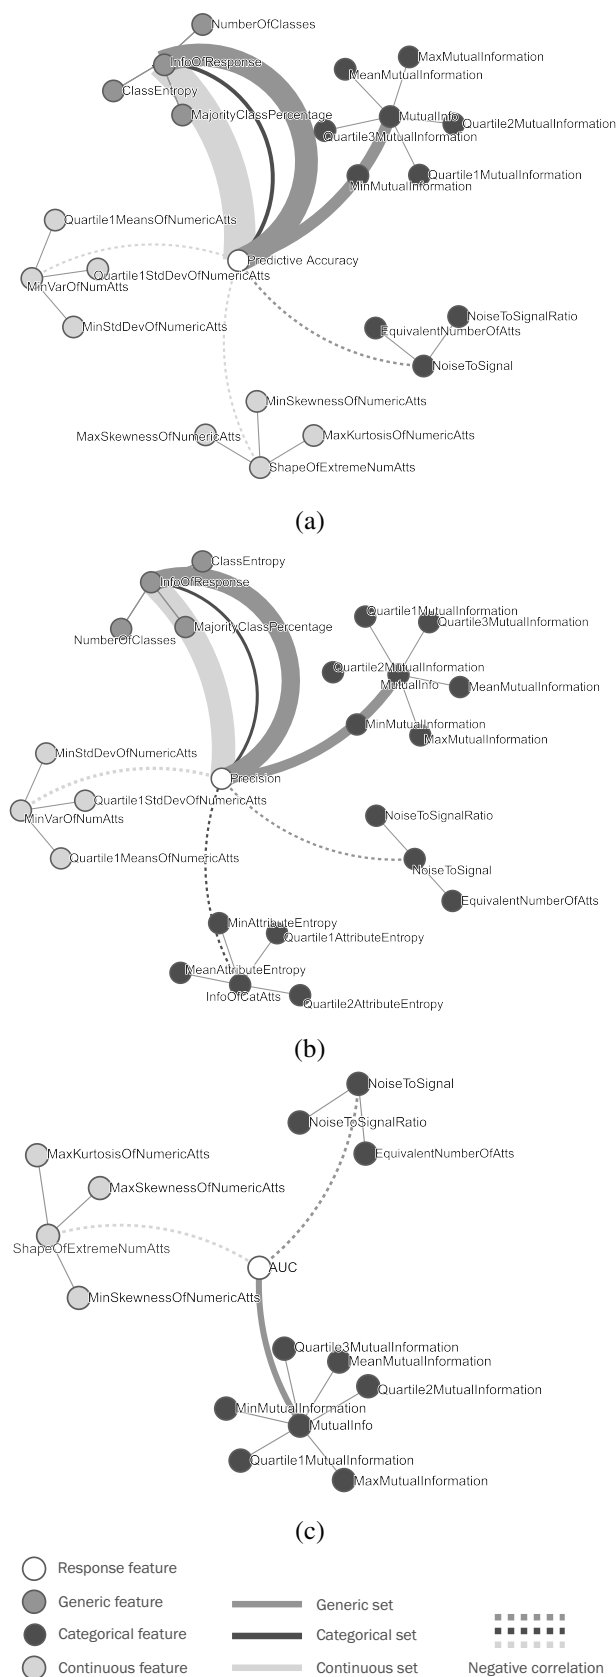 NumberOfClasses
InfoOfResponse
MaxMutualInformation
MeanMutualInformation
ClassEntropy
MajorityClassPercentage
MutualInfo
Quartile2MutualInformation
Quartile3MutualInformation
Quartile1MutualInformation
MinMutualInformation
Quartile1MeansOfNumericAtts
Predictive Accuracy
Quartile1StdDevOfNumericAtts
MinVarOfNumAtts
NoiseToSignalRatio
MinStdDevOfNumericAtts
EquivalentNumberOfAtts
NoiseToSignal
MinSkewnessOfNumericAtts
MaxSkewnessOfNumericAtts
MaxKurtosisOfNumericAtts
ShapeOfExtremeNumAtts
(a)
ClassEntropy
InfoOfResponse
Quartile1MutualInformation
Quartile3MutualInformation
MajorityClassPercentage
NumberOfClasses
Quartile2MutualInformation
MutualInfo
MeanMutualInformation
MinMutualInformation
MaxMutualInformation
MinStdDevOfNumericAtts
Precision
Quartile1StdDevOfNumericAtts
MinVarOfNumAtts
NoiseToSignalRatio
Quartile1MeansOfNumericAtts
NoiseToSignal
EquivalentNumberOfAtts
MinAttributeEntropy
Quartile1AttributeEntropy
MeanAttributeEntropy
InfoOfCatAtts
Quartile2AttributeEntropy
(b)
NoiseToSignal
NoiseToSignalRatio
MaxKurtosisOfNumericAtts
EquivalentNumberOfAtts
MaxSkewnessOfNumericAtts
ShapeOfExtremeNumAtts
AUC
MinSkewnessOfNumericAtts
Quartile3MutualInformation
MeanMutualInformation
Quartile2MutualInformation
MinMutualInformation
MutualInfo
Quartile1MutualInformation
MaxMutualInformation
(c)
Response feature
Generic feature
Generic set
Categorical feature
Categorical set
Continuous feature
Continuous set
Negative correlation